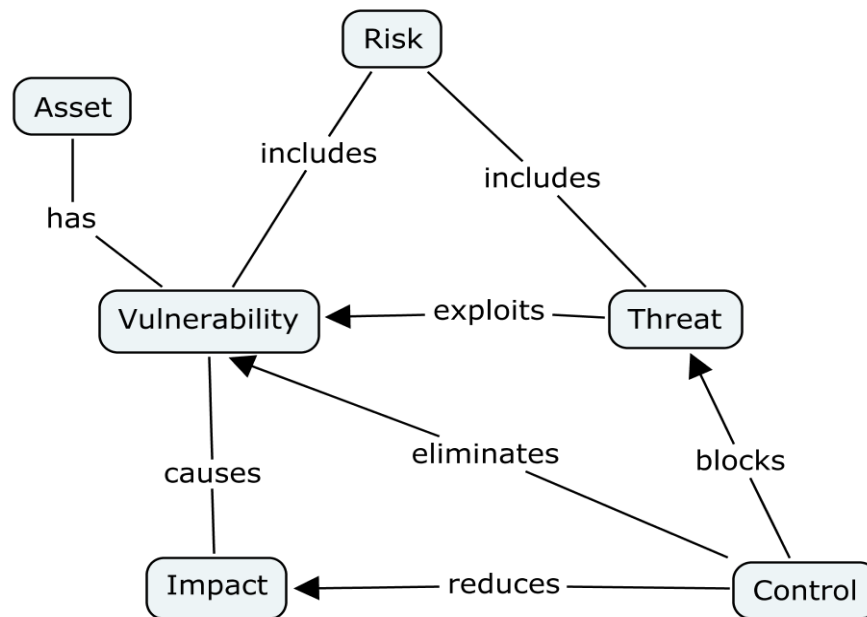 Risk
Asset
includes
includes
has
Vulnerability
exploits
Threat
eliminates
blocks
causes
Impact
reduces
Control